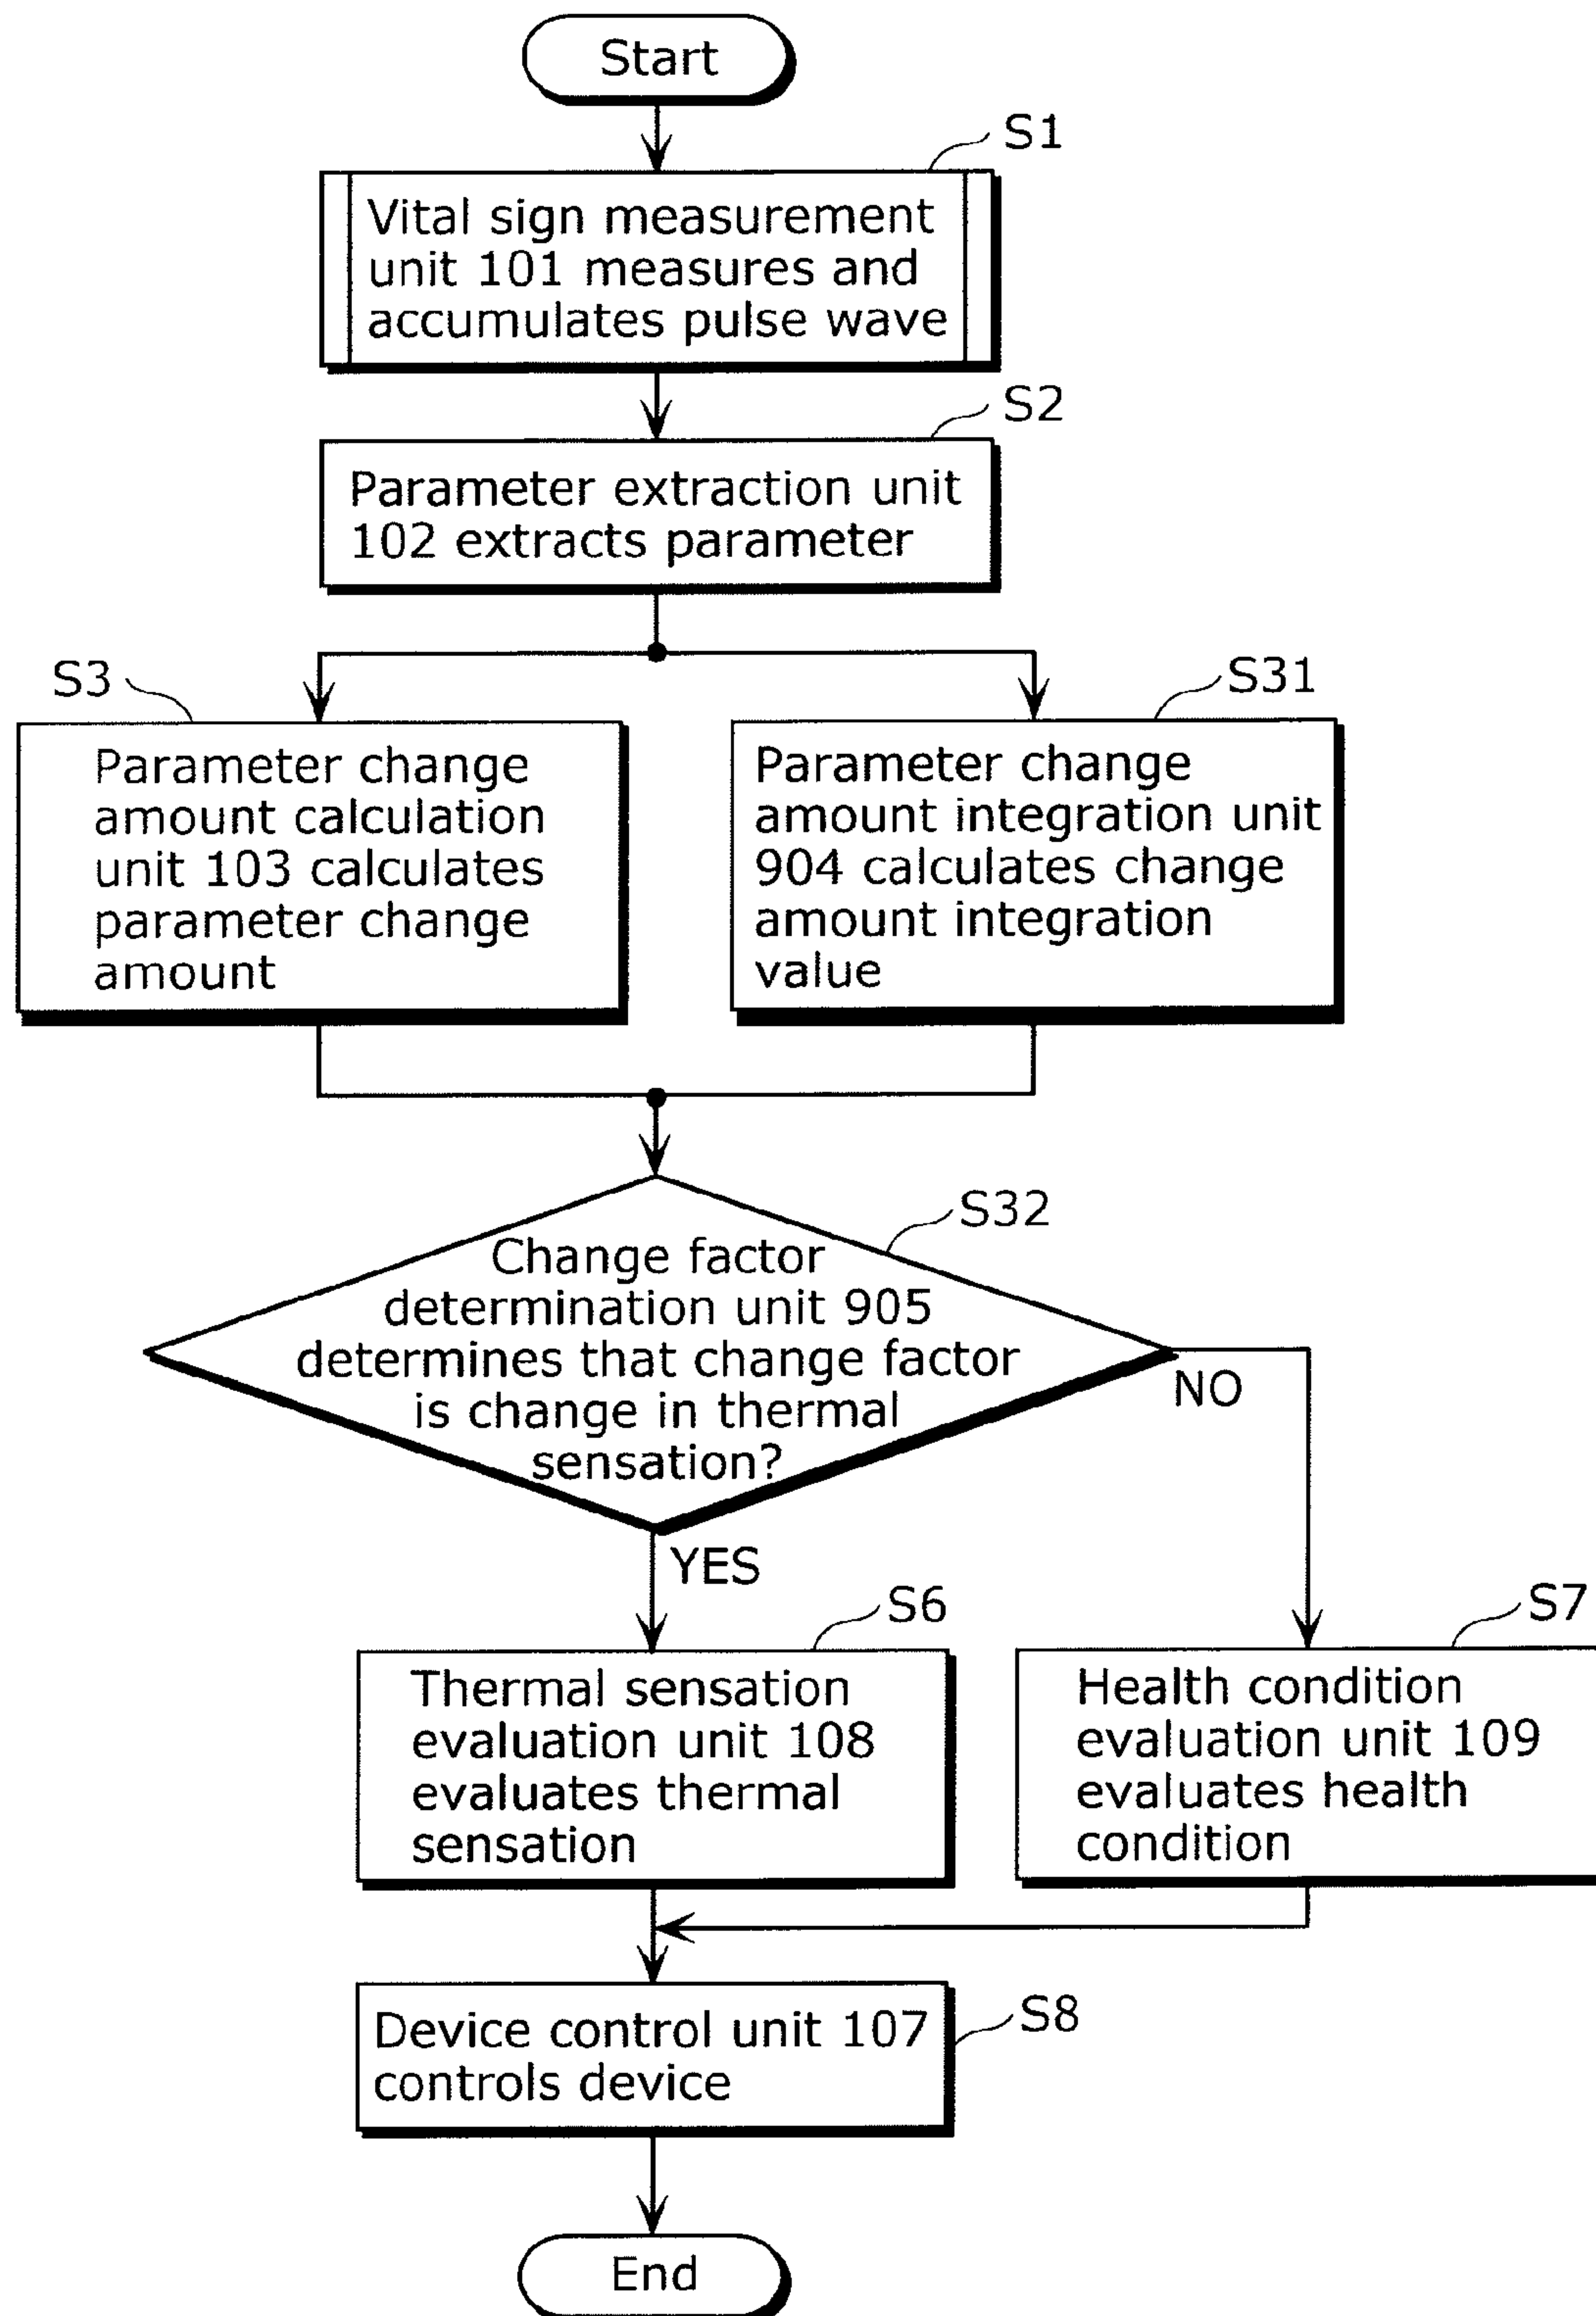 Start
S1
Vital sign measurement
unit 101 measures and
accumulates pulse wave
S2
Parameter extraction unit
102 extracts parameter
S3
Parameter change
amount calculation
unit 103 calculates
parameter change
amount
S31
Parameter change
amount integration unit
904 calculates change
amount integration
value
S32
Change factor
determination unit 905
determines that change factor
is change in thermal
sensation?
NO
YES
S6
Thermal sensation
evaluation unit 108
evaluates thermal
sensation
S7
Health condition
evaluation unit 109
evaluates health
condition
S8
Device control unit 107
controls device
End